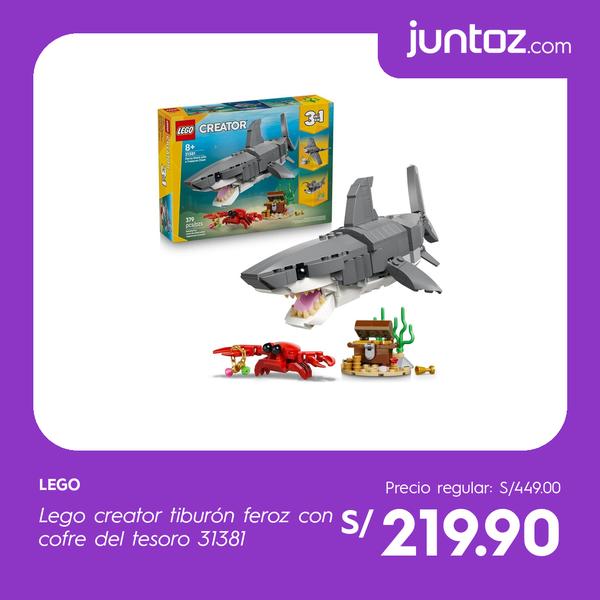 juntoz.com
LEGO
CREATOR
3in1
8+
31381
379
pcs/pzs
LEGO
Precio regular: S/449.00
Lego creator tiburón feroz con
cofre del tesoro 31381
S/ 219.90